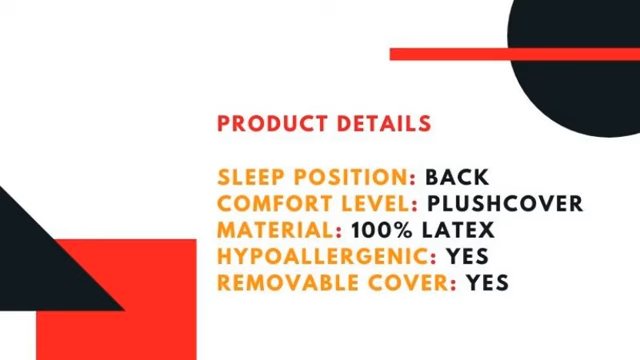 PRODUCT DETAILS
SLEEP POSITION: BACK
COMFORT LEVEL: PLUSHCOVER
MATERIAL: 100% LATEX
HYPOALLERGENIC: YES
REMOVABLE COVER: YES